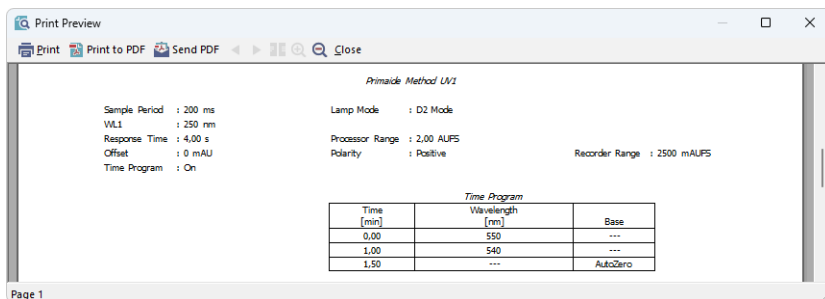 Print Preview
Print Print to PDF Send PDF Close
Primaide Method UV1
Sample Period : 200 ms Lamp Mode : D2 Mode
WL1 : 250 nm
Response Time : 4,00 s Processor Range : 2,00 AUFS
Offset : 0 mAU Polarity : Positive Recorder Range : 2500 mAUFS
Time Program : On
Time Program
Time Wavelength
[min] [nm] Base
0,00 550 ---
1,00 540 ---
1,50 --- AutoZero
Page 1